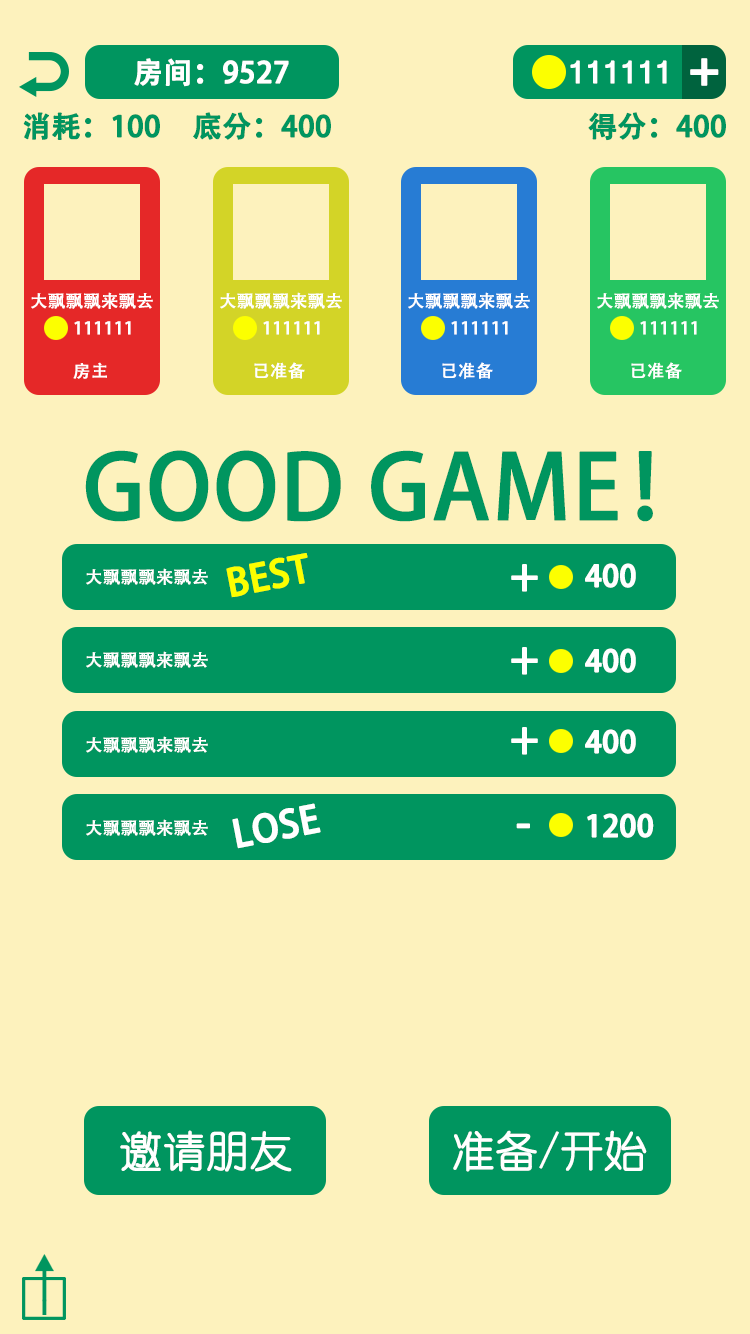 房间：9527
111111
消耗：100 底分：400
得分：400
大飘飘飘来飘去
111111
房主
大飘飘飘来飘去
111111
已准备
大飘飘飘来飘去
111111
已准备
大飘飘飘来飘去
111111
已准备
GOOD GAME！
大飘飘飘来飘去 BEST + 400
大飘飘飘来飘去 + 400
大飘飘飘来飘去 + 400
大飘飘飘来飘去 LOSE - 1200
邀请朋友
准备/开始